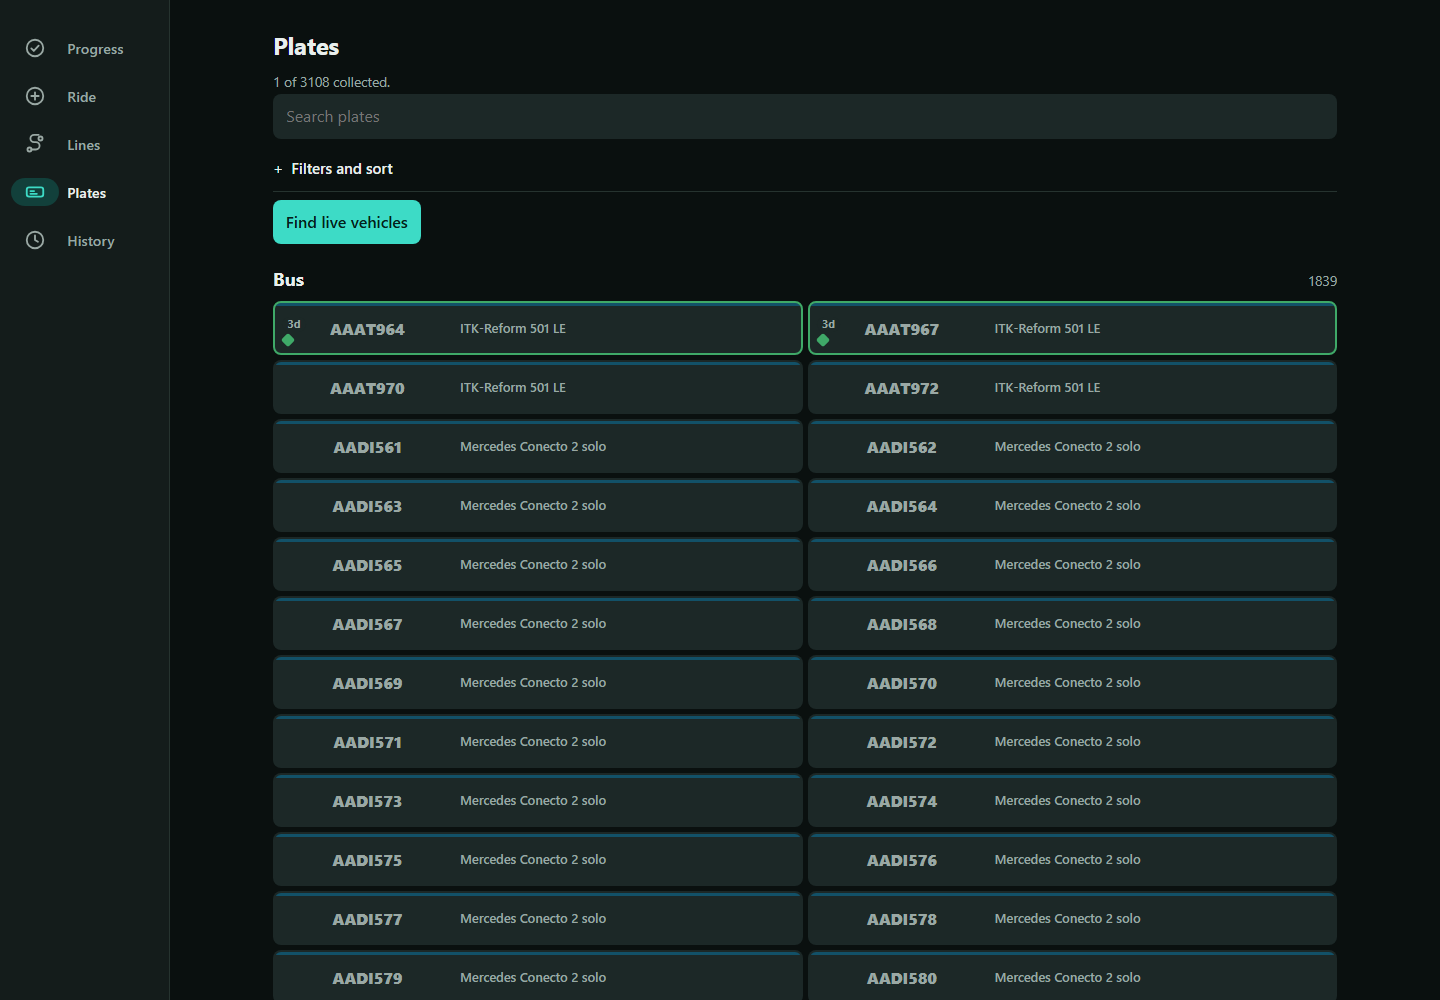 Progress
Ride
Lines
Plates
History
Plates
1 of 3108 collected.
Search plates
+ Filters and sort
Find live vehicles
Bus 1839
3d AAAT964 ITK-Reform 501 LE
3d AAAT967 ITK-Reform 501 LE
AAAT970 ITK-Reform 501 LE
AAAT972 ITK-Reform 501 LE
AADI561 Mercedes Conecto 2 solo
AADI562 Mercedes Conecto 2 solo
AADI563 Mercedes Conecto 2 solo
AADI564 Mercedes Conecto 2 solo
AADI565 Mercedes Conecto 2 solo
AADI566 Mercedes Conecto 2 solo
AADI567 Mercedes Conecto 2 solo
AADI568 Mercedes Conecto 2 solo
AADI569 Mercedes Conecto 2 solo
AADI570 Mercedes Conecto 2 solo
AADI571 Mercedes Conecto 2 solo
AADI572 Mercedes Conecto 2 solo
AADI573 Mercedes Conecto 2 solo
AADI574 Mercedes Conecto 2 solo
AADI575 Mercedes Conecto 2 solo
AADI576 Mercedes Conecto 2 solo
AADI577 Mercedes Conecto 2 solo
AADI578 Mercedes Conecto 2 solo
AADI579 Mercedes Conecto 2 solo
AADI580 Mercedes Conecto 2 solo